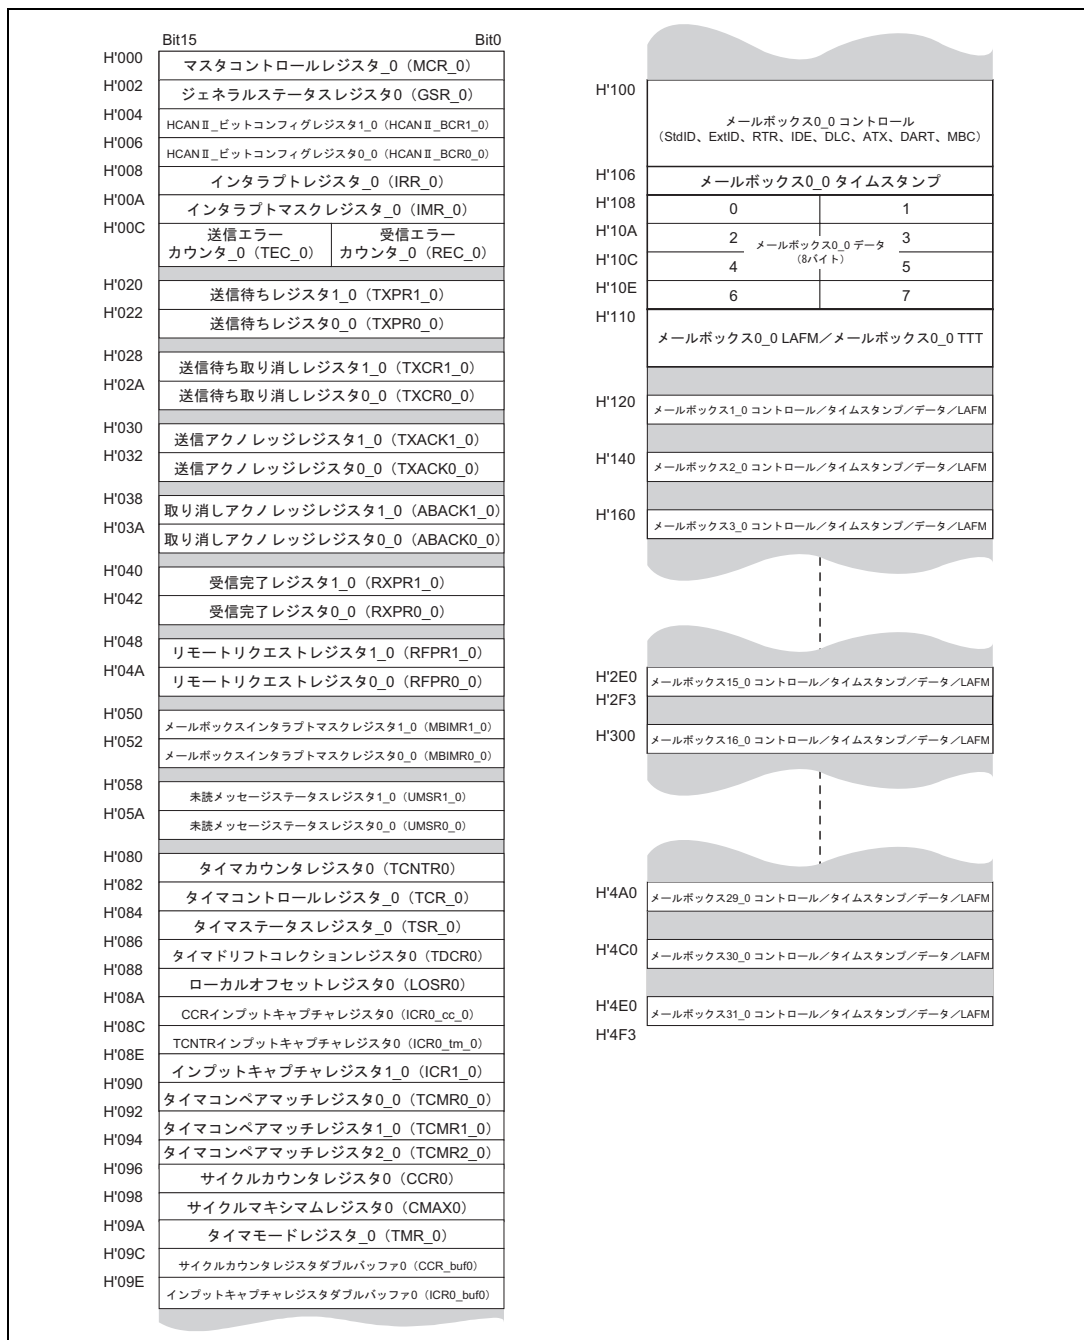 Bit15 Bit0
H'000 マスタコントロールレジスタ_0（MCR_0）
H'002 ジェネラルステータスレジスタ0（GSR_0）
H'004 HCANⅡ_ビットコンフィグレジスタ1_0（HCANⅡ_BCR1_0）
H'006 HCANⅡ_ビットコンフィグレジスタ0_0（HCANⅡ_BCR0_0）
H'008 インタラプトレジスタ_0（IRR_0）
H'00A インタラプトマスクレジスタ_0（IMR_0）
H'00C 送信エラー 受信エラー
カウンタ_0（TEC_0） カウンタ_0（REC_0）
H'020 送信待ちレジスタ1_0（TXPR1_0）
H'022 送信待ちレジスタ0_0（TXPR0_0）
H'028 送信待ち取り消しレジスタ1_0（TXCR1_0）
H'02A 送信待ち取り消しレジスタ0_0（TXCR0_0）
H'030 送信アクノレッジレジスタ1_0（TXACK1_0）
H'032 送信アクノレッジレジスタ0_0（TXACK0_0）
H'038 取り消しアクノレッジレジスタ1_0（ABACK1_0）
H'03A 取り消しアクノレッジレジスタ0_0（ABACK0_0）
H'040 受信完了レジスタ1_0（RXPR1_0）
H'042 受信完了レジスタ0_0（RXPR0_0）
H'048 リモートリクエストレジスタ1_0（RFPR1_0）
H'04A リモートリクエストレジスタ0_0（RFPR0_0）
H'050 メールボックスインタラプトマスクレジスタ1_0（MBIMR1_0）
H'052 メールボックスインタラプトマスクレジスタ0_0（MBIMR0_0）
H'058 未読メッセージステータスレジスタ1_0（UMSR1_0）
H'05A 未読メッセージステータスレジスタ0_0（UMSR0_0）
H'080 タイマカウンタレジスタ0（TCNTR0）
H'082 タイマコントロールレジスタ_0（TCR_0）
H'084 タイマステータスレジスタ_0（TSR_0）
H'086 タイマドリフトコレクションレジスタ0（TDCR0）
H'088 ローカルオフセットレジスタ0（LOSR0）
H'08A CCRインプットキャプチャレジスタ0（ICR0_cc_0）
H'08C TCNTRインプットキャプチャレジスタ0（ICR0_tm_0）
H'08E インプットキャプチャレジスタ1_0（ICR1_0）
H'090 タイマコンペアマッチレジスタ0_0（TCMR0_0）
H'092 タイマコンペアマッチレジスタ1_0（TCMR1_0）
H'094 タイマコンペアマッチレジスタ2_0（TCMR2_0）
H'096 サイクルカウンタレジスタ0（CCR0）
H'098 サイクルマキシマムレジスタ0（CMAX0）
H'09A タイマモードレジスタ_0（TMR_0）
H'09C サイクルカウンタレジスタダブルバッファ0（CCR_buf0）
H'09E インプットキャプチャレジスタダブルバッファ0（ICR0_buf0）
H'100 メールボックス0_0 コントロール
（StdID、ExtID、RTR、IDE、DLC、ATX、DART、MBC）
H'106 メールボックス0_0 タイムスタンプ
H'108 0 1
H'10A 2 メールボックス0_0 データ 3
（8バイト）
H'10C 4 5
H'10E 6 7
H'110 メールボックス0_0 LAFM／メールボックス0_0 TTT
H'120 メールボックス1_0 コントロール／タイムスタンプ／データ／LAFM
H'140 メールボックス2_0 コントロール／タイムスタンプ／データ／LAFM
H'160 メールボックス3_0 コントロール／タイムスタンプ／データ／LAFM
H'2E0 メールボックス15_0 コントロール／タイムスタンプ／データ／LAFM
H'2F3
H'300 メールボックス16_0 コントロール／タイムスタンプ／データ／LAFM
H'4A0 メールボックス29_0 コントロール／タイムスタンプ／データ／LAFM
H'4C0 メールボックス30_0 コントロール／タイムスタンプ／データ／LAFM
H'4E0 メールボックス31_0 コントロール／タイムスタンプ／データ／LAFM
H'4F3